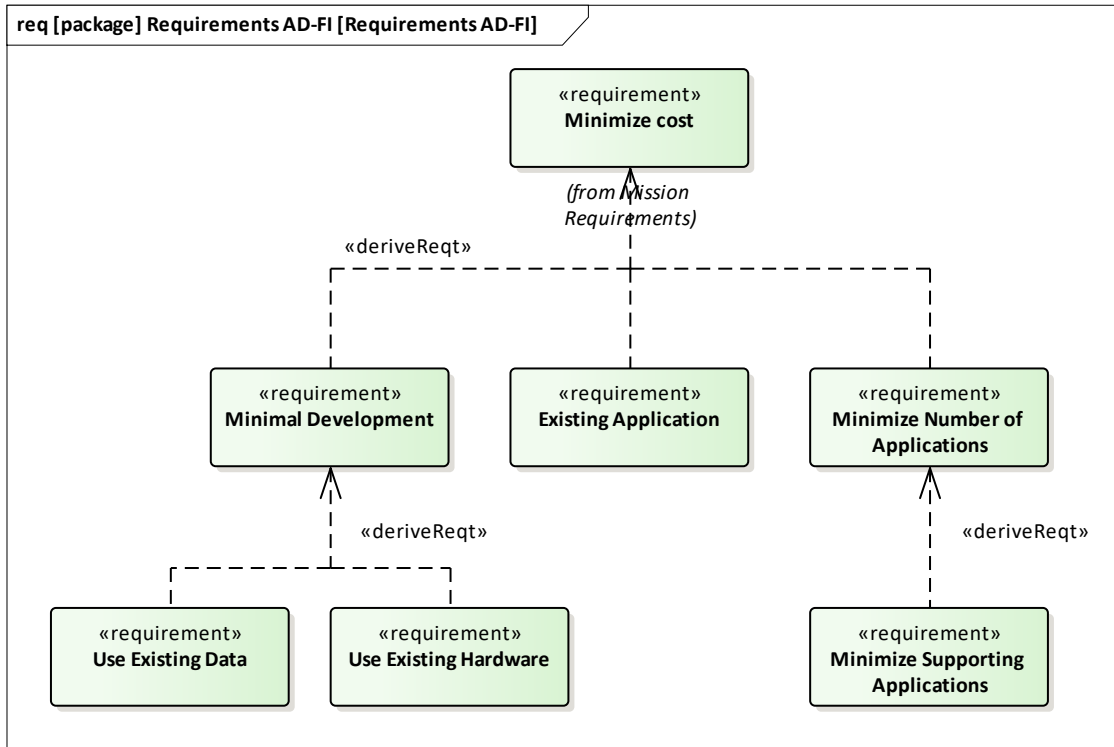 req [package] Requirements AD-FI [Requirements AD-FI]
«requirement»
Minimize cost
(from Mission
Requirements)
«deriveReqt»
«requirement»
Minimal Development
«requirement»
Existing Application
«requirement»
Minimize Number of
Applications
«deriveReqt»
«deriveReqt»
«requirement»
Use Existing Data
«requirement»
Use Existing Hardware
«requirement»
Minimize Supporting
Applications